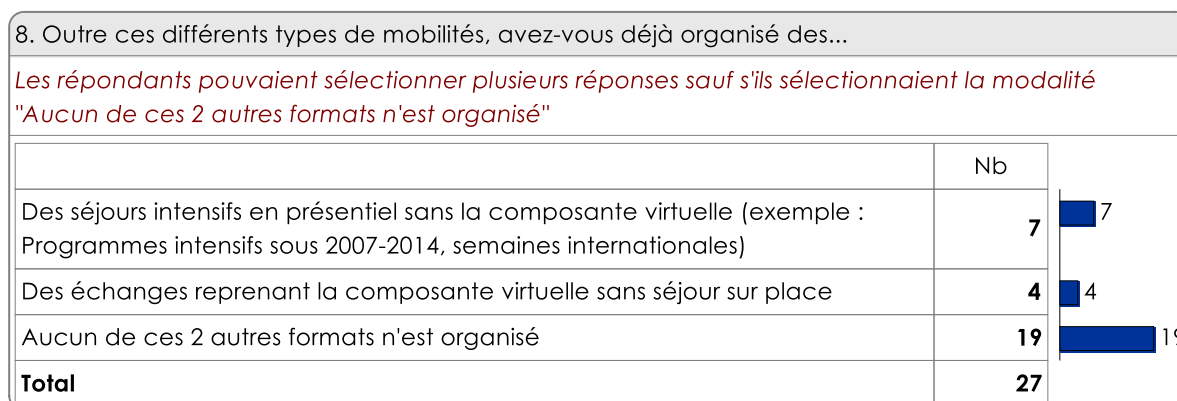 8. Outre ces différents types de mobilités, avez-vous déjà organisé des...
Les répondants pouvaient sélectionner plusieurs réponses sauf s'ils sélectionnaient la modalité
"Aucun de ces 2 autres formats n'est organisé"
Nb
Des séjours intensifs en présentiel sans la composante virtuelle (exemple :
Programmes intensifs sous 2007-2014, semaines internationales)
7
7
Des échanges reprenant la composante virtuelle sans séjour sur place
4
4
Aucun de ces 2 autres formats n'est organisé
19
19
Total
27